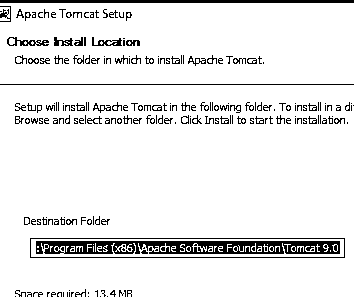 Apache Tomcat Setup
Choose Install Location
Choose the folder in which to install Apache Tomcat.
Setup will install Apache Tomcat in the following folder. To install in a di
Browse and select another folder. Click Install to start the installation.
Destination Folder
:\Program Files (x86)\Apache Software Foundation\Tomcat 9.0
Space required: 13.4 MB